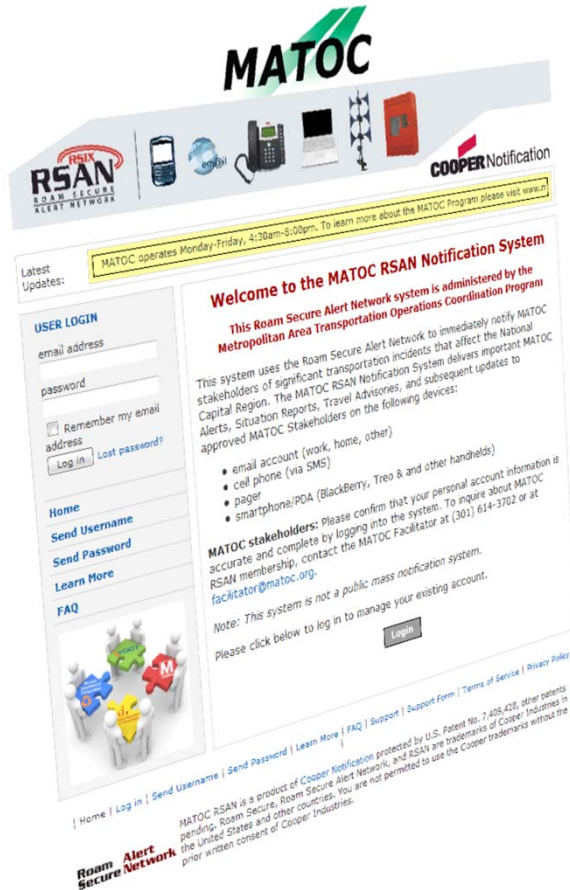 MATOC
RSIX
RSAN
ROAM SECURE
ALERT NETWORK
email
COOPER Notification
Latest
Updates:
MATOC operates Monday-Friday, 4:30am-8:00pm. To learn more about the MATOC Program please visit www.n
USER LOGIN
email address
password
Remember my email
address
Log in Lost password?
Home
Send Username
Send Password
Learn More
FAQ
VDOT
M
Welcome to the MATOC RSAN Notification System
This Roam Secure Alert Network system is administered by the
Metropolitan Area Transportation Operations Coordination Program
This system uses the Roam Secure Alert Network to immediately notify MATOC
stakeholders of significant transportation incidents that affect the National
Capital Region. The MATOC RSAN Notification System delivers important MATOC
Alerts, Situation Reports, Travel Advisories, and subsequent updates to
approved MATOC Stakeholders on the following devices:
• email account (work, home, other)
• cell phone (via SMS)
• pager
• smartphone/PDA (BlackBerry, Treo & and other handhelds)
MATOC stakeholders: Please confirm that your personal account information is
accurate and complete by logging into the system. To inquire about MATOC
RSAN membership, contact the MATOC Facilitator at (301) 614-3702 or at
facilitator@matoc.org.
Note: This system is not a public mass notification system.
Please click below to log in to manage your existing account.
Login
| Home | Log in | Send Username | Send Password | Learn More | FAQ | Support | Support Form | Terms of Service | Privacy Policy
|
Roam Alert
Secure Network
MATOC RSAN is a product of Cooper Notification protected by U.S. Patent No. 7,409,428, other patents
pending. Roam Secure, Roam Secure Alert Network, and RSAN are trademarks of Cooper Industries in
the United States and other countries. You are not permitted to use the Cooper trademarks without the
prior written consent of Cooper Industries.